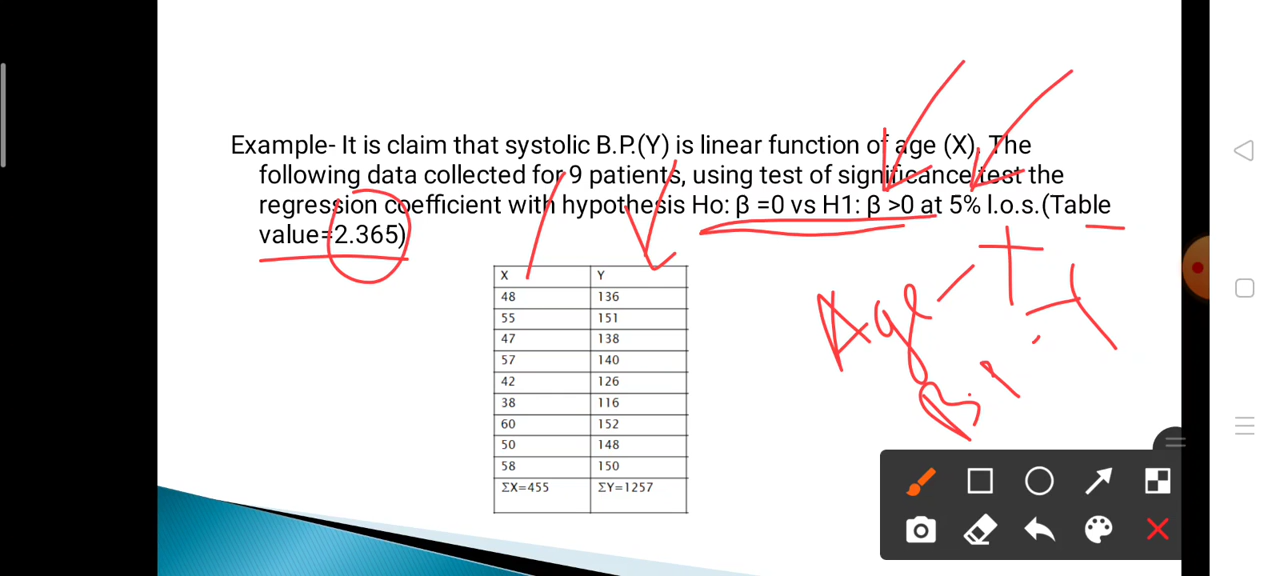 Example- It is claim that systolic B.P.(Y) is linear function of age (X), The
following data collected for 9 patients, using test of significance test the
regression coefficient with hypothesis Ho: β =0 vs H1: β >0 at 5% l.o.s.(Table
value=2.365)
X Y
48 136
55 151
47 138
57 140
42 126
38 116
60 152
50 148
58 150
ΣX=455 ΣY=1257
Age